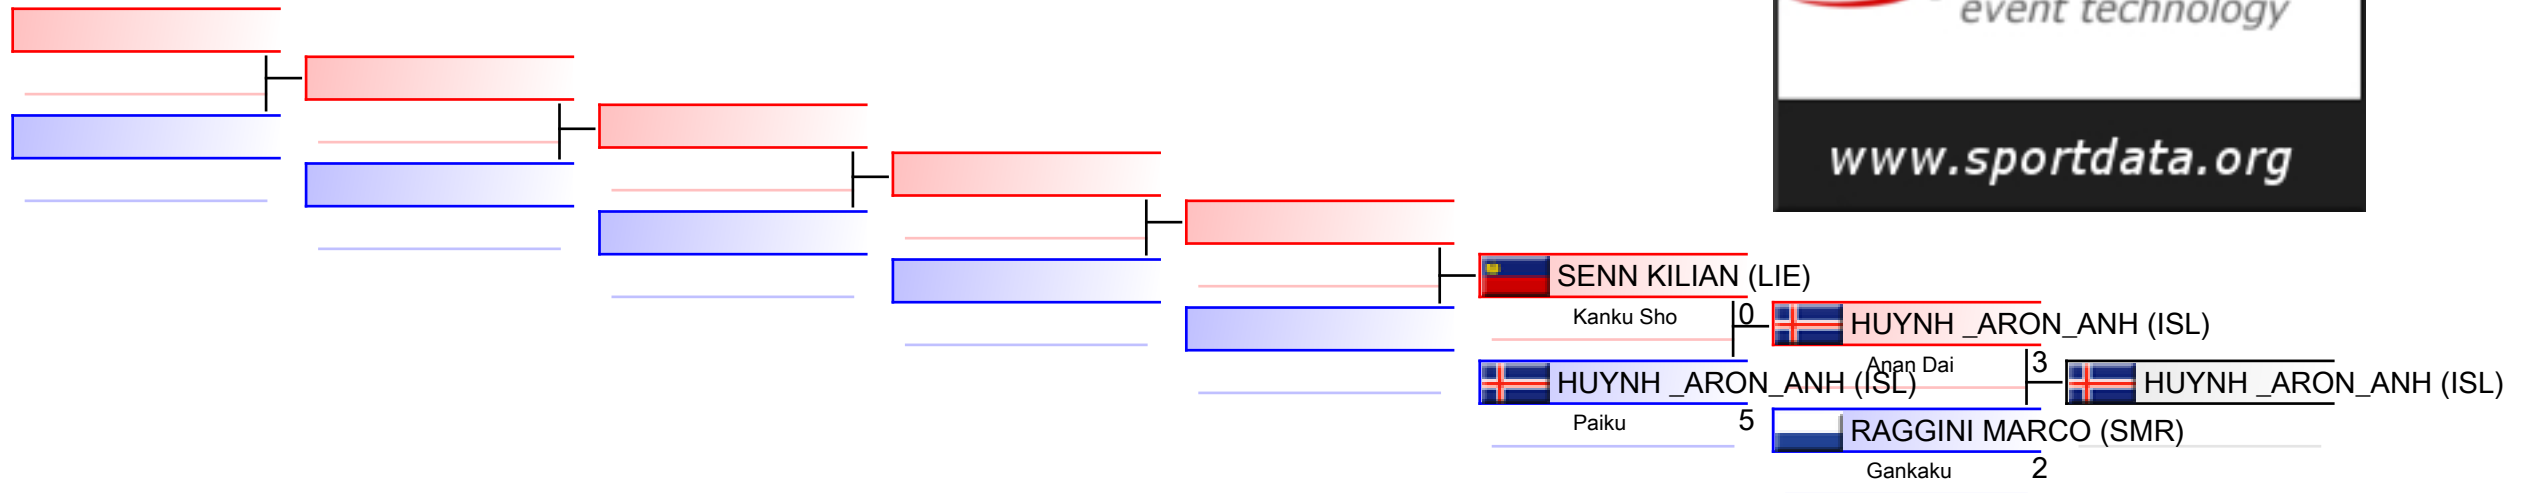 event technology
www.sportdata.org
SENN KILIAN (LIE)
Kanku Sho
0
HUYNH _ARON_ANH (ISL)
Paiku
5
HUYNH _ARON_ANH (ISL)
Anan Dai
3
RAGGINI MARCO (SMR)
Gankaku
2
HUYNH _ARON_ANH (ISL)